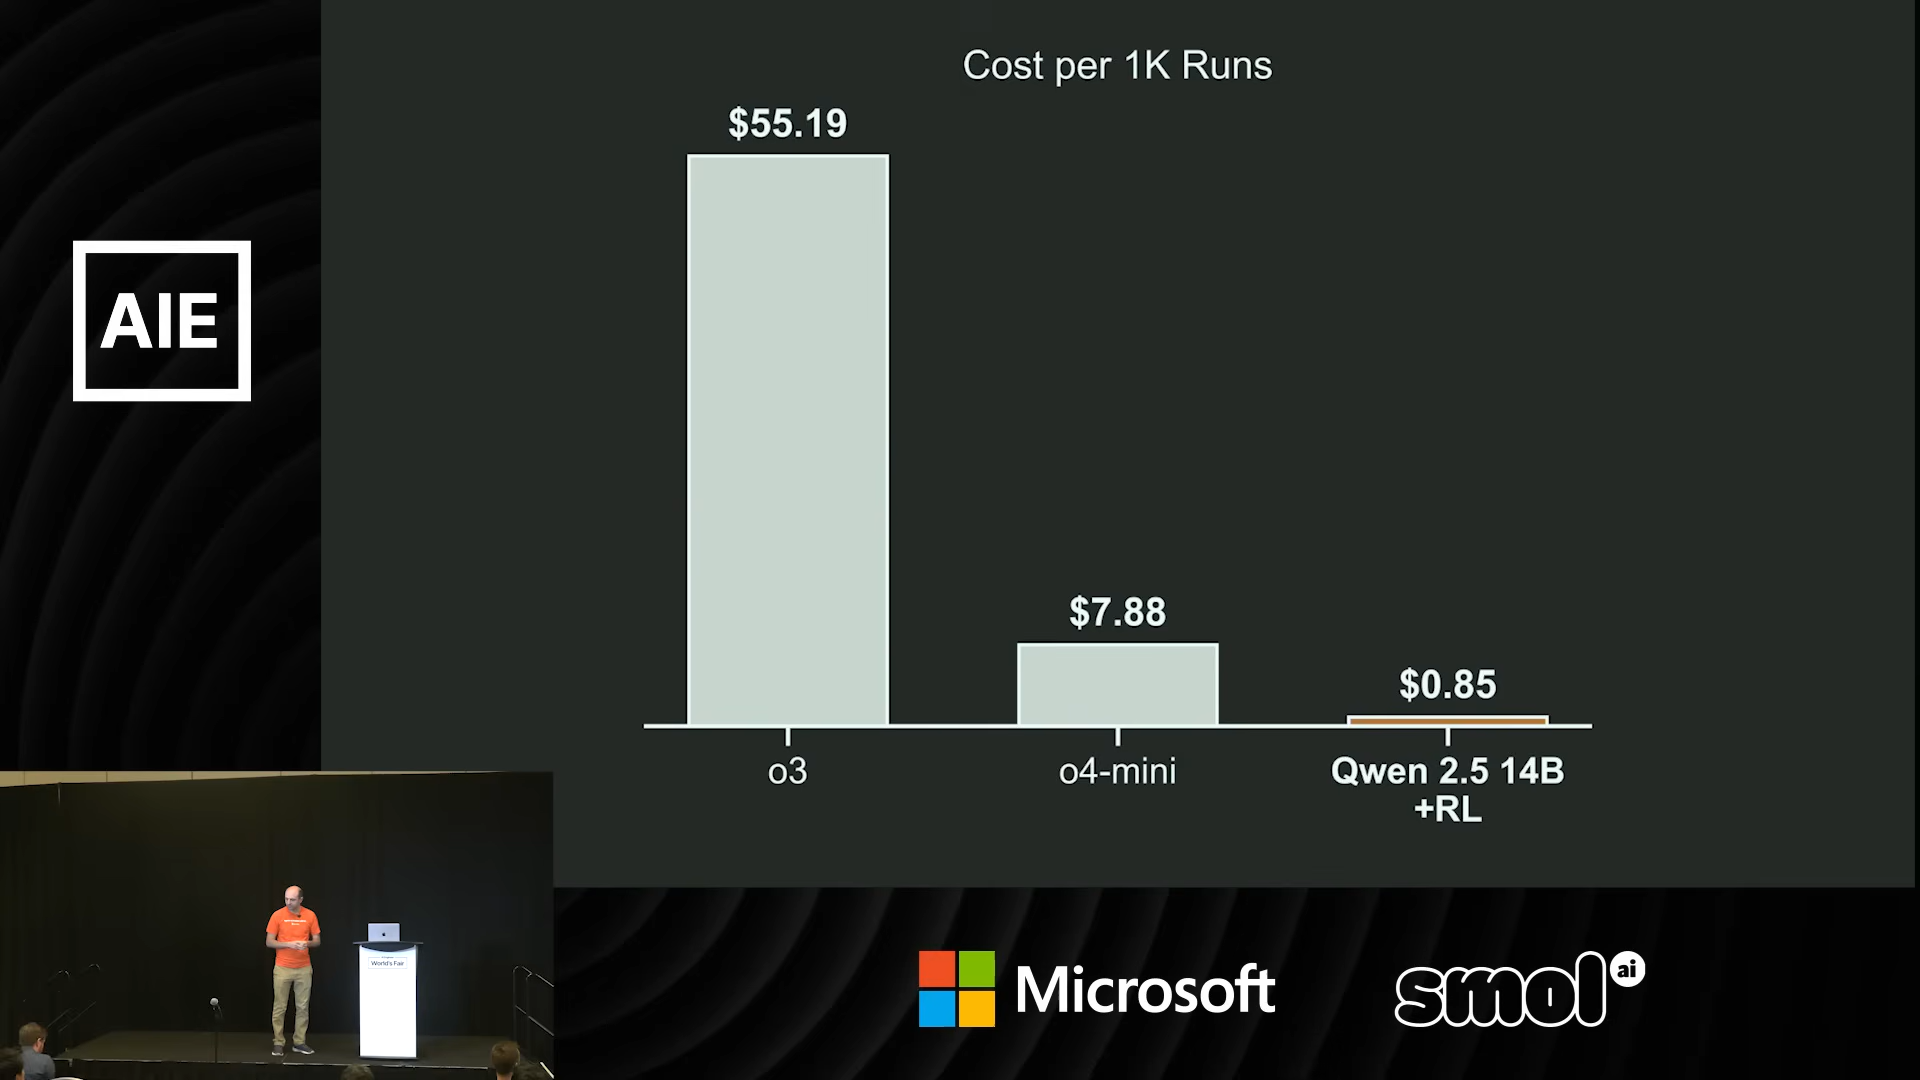 Cost per 1K Runs
$55.19
$7.88
$0.85
o3
o4-mini
Qwen 2.5 14B
+RL
AIE
World's Fair
Microsoft
smol ai